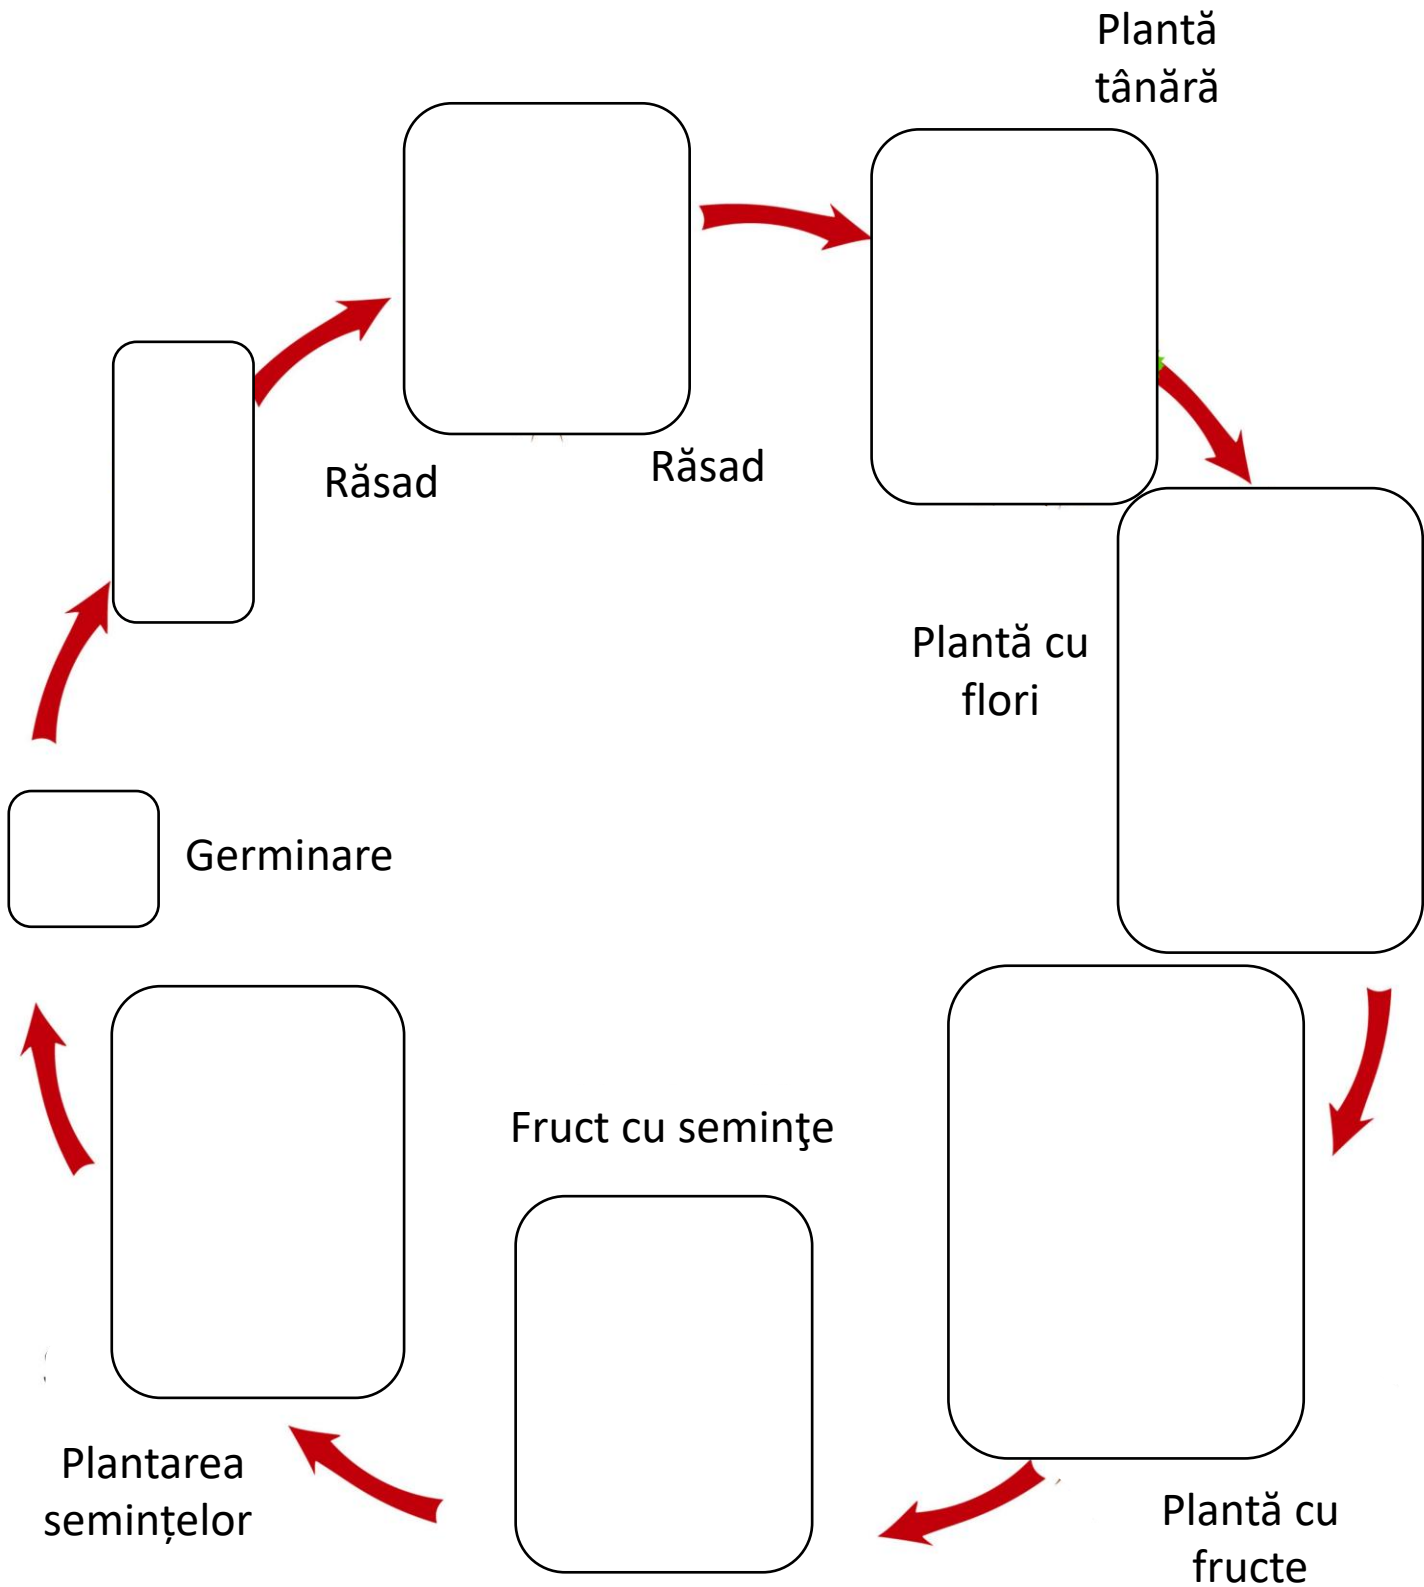 Plantă
tânără
Răsad
Răsad
Plantă cu
flori
Germinare
Fruct cu seminţe
Plantarea
semințelor
Plantă cu
fructe